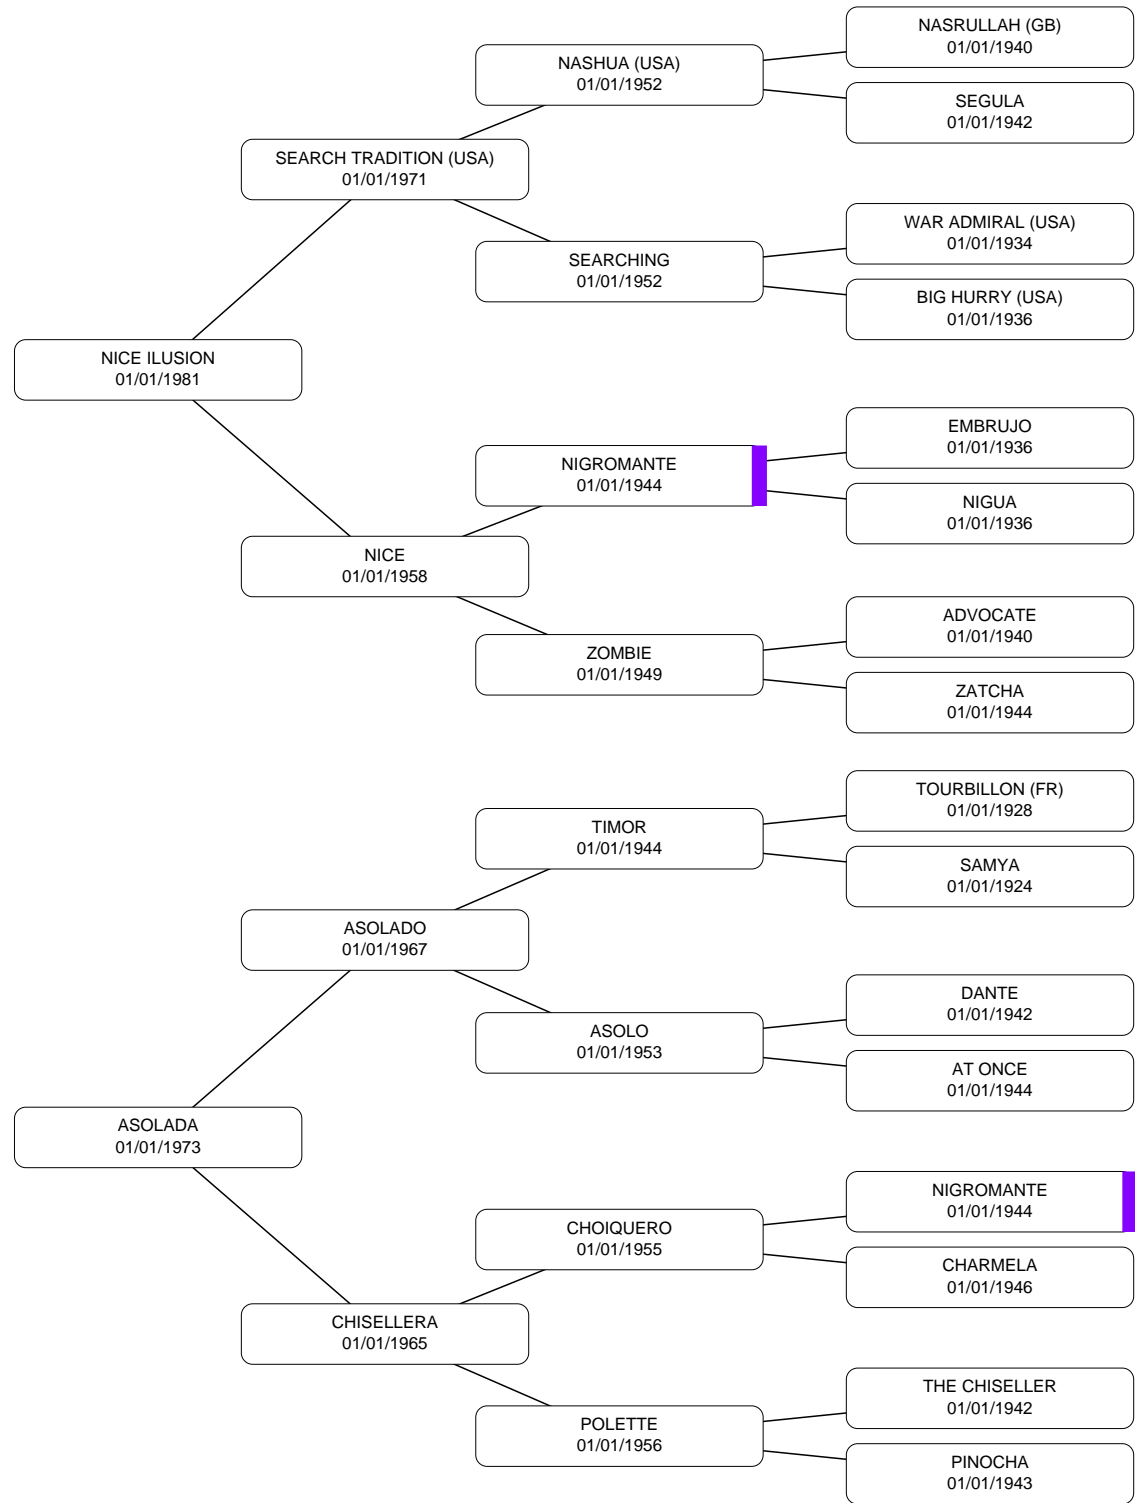 NASRULLAH (GB)
01/01/1940
NASHUA (USA)
01/01/1952
SEGULA
01/01/1942
SEARCH TRADITION (USA)
01/01/1971
WAR ADMIRAL (USA)
01/01/1934
SEARCHING
01/01/1952
BIG HURRY (USA)
01/01/1936
NICE ILUSION
01/01/1981
EMBRUJO
01/01/1936
NIGROMANTE
01/01/1944
NIGUA
01/01/1936
NICE
01/01/1958
ADVOCATE
01/01/1940
ZOMBIE
01/01/1949
ZATCHA
01/01/1944
TOURBILLON (FR)
01/01/1928
TIMOR
01/01/1944
SAMYA
01/01/1924
ASOLADO
01/01/1967
DANTE
01/01/1942
ASOLO
01/01/1953
AT ONCE
01/01/1944
ASOLADA
01/01/1973
NIGROMANTE
01/01/1944
CHOIQUERO
01/01/1955
CHARMELA
01/01/1946
CHISELLERA
01/01/1965
THE CHISELLER
01/01/1942
POLETTE
01/01/1956
PINOCHA
01/01/1943